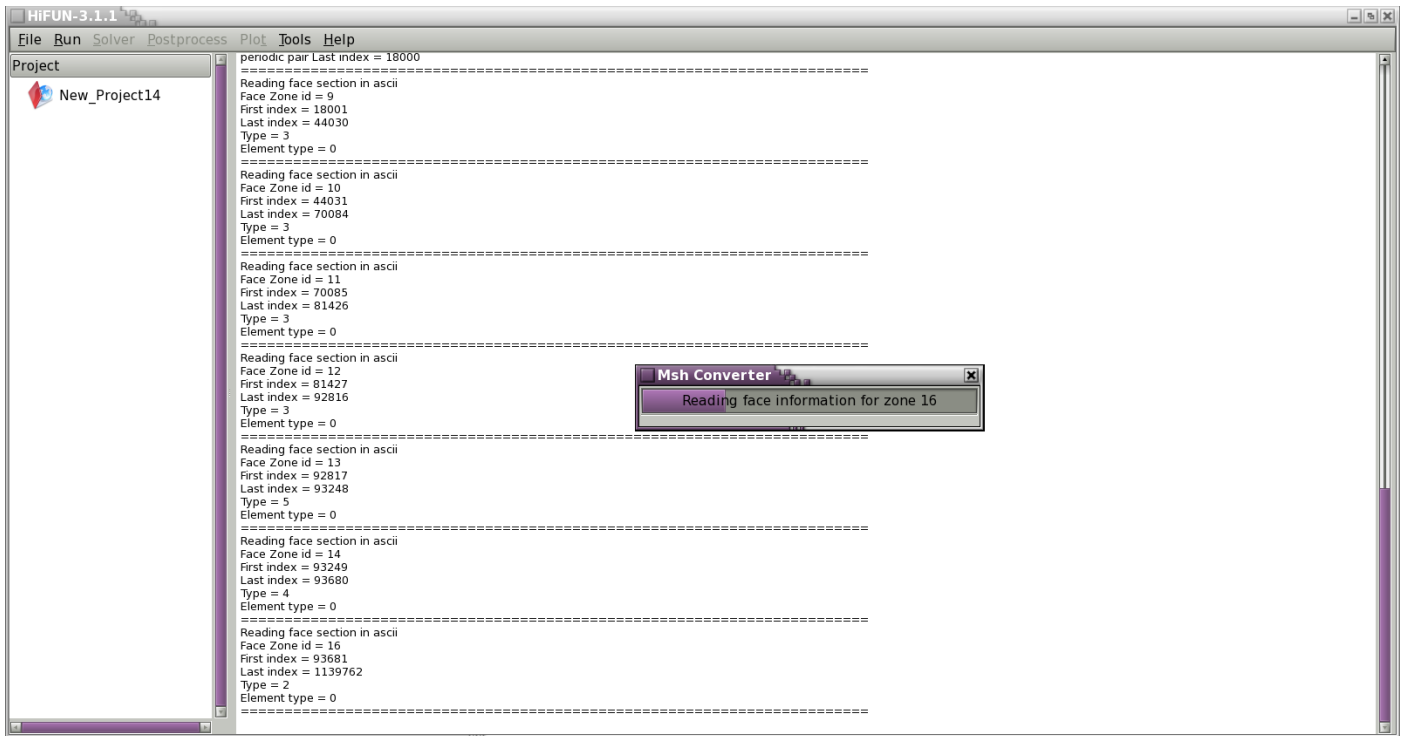 HiFUN-3.1.1
File Run Solver Postprocess Plot Tools Help
Project
New_Project14
periodic pair Last index = 18000
==========================================================================
Reading face section in ascii
Face Zone id = 9
First index = 18001
Last index = 44030
Type = 3
Element type = 0
==========================================================================
Reading face section in ascii
Face Zone id = 10
First index = 44031
Last index = 70084
Type = 3
Element type = 0
==========================================================================
Reading face section in ascii
Face Zone id = 11
First index = 70085
Last index = 81426
Type = 3
Element type = 0
==========================================================================
Reading face section in ascii
Face Zone id = 12
First index = 81427
Last index = 92816
Type = 3
Element type = 0
==========================================================================
Reading face section in ascii
Face Zone id = 13
First index = 92817
Last index = 93248
Type = 5
Element type = 0
==========================================================================
Reading face section in ascii
Face Zone id = 14
First index = 93249
Last index = 93680
Type = 4
Element type = 0
==========================================================================
Reading face section in ascii
Face Zone id = 16
First index = 93681
Last index = 1139762
Type = 2
Element type = 0
==========================================================================
Msh Converter
Reading face information for zone 16